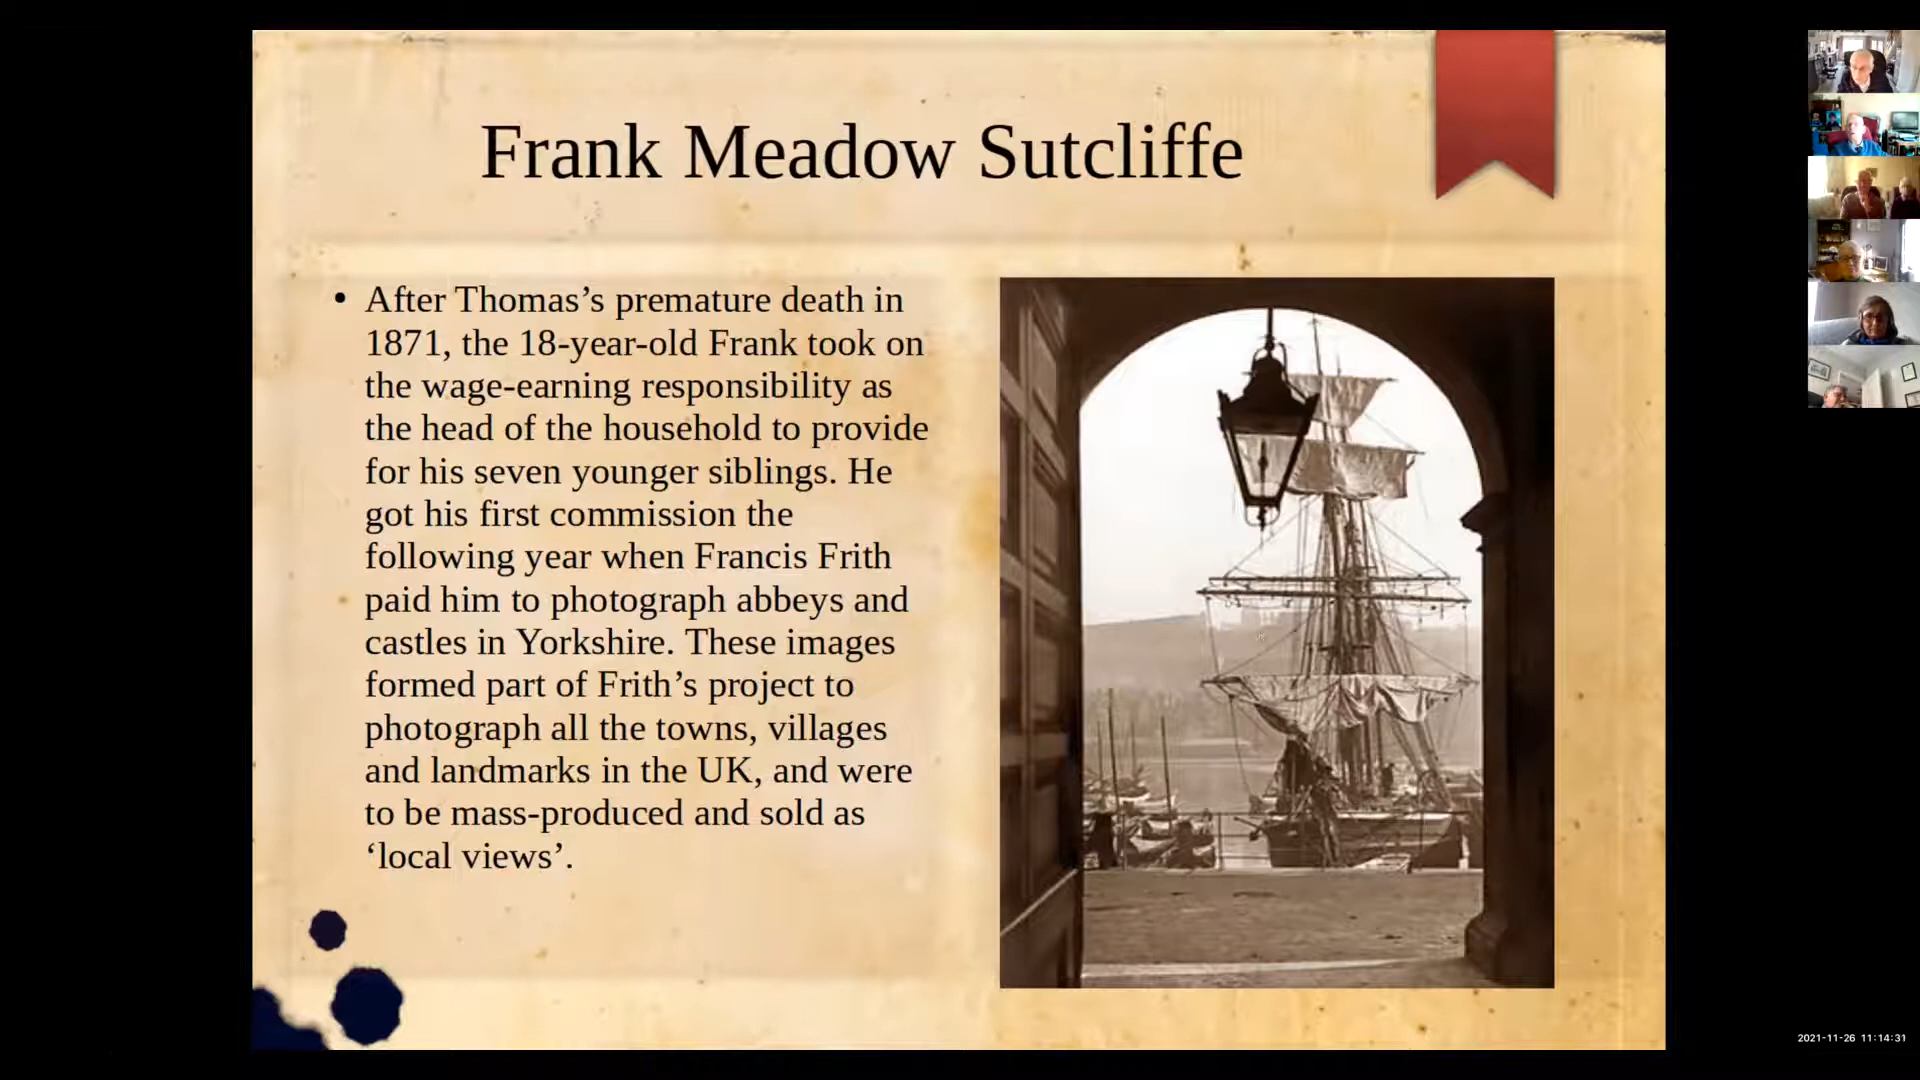 Frank Meadow Sutcliffe
• After Thomas’s premature death in
1871, the 18-year-old Frank took on
the wage-earning responsibility as
the head of the household to provide
for his seven younger siblings. He
got his first commission the
following year when Francis Frith
paid him to photograph abbeys and
castles in Yorkshire. These images
formed part of Frith’s project to
photograph all the towns, villages
and landmarks in the UK, and were
to be mass-produced and sold as
‘local views’.
2021-11-26 11:14:31